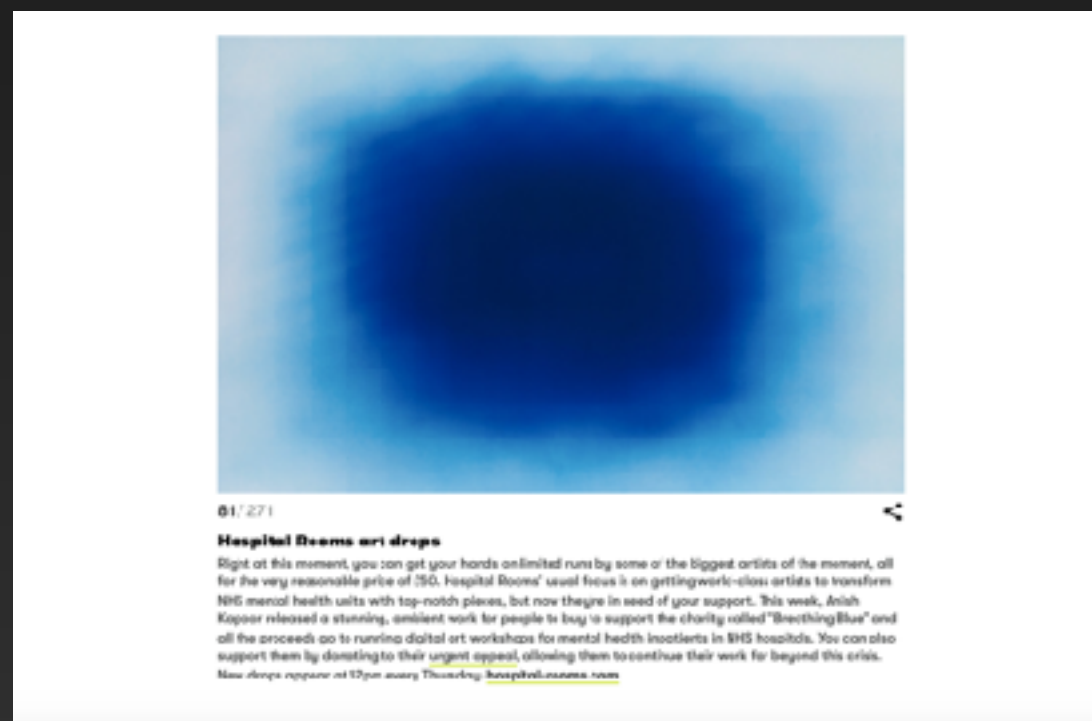 81/271
Hospital Rooms art drops
Right at this moment, you can get your hands on limited runs by some of the biggest artists of the moment, all
for the very reasonable price of £50. Hospital Rooms' usual focus is on getting world-class artists to transform
NHS mental health units with top-notch pieces, but now they're in need of your support. This week, Anish
Kapoor released a stunning, ambient work for people to buy to support the charity called "Breathing Blue" and
all the proceeds go to running digital art workshops for mental health inpatients in NHS hospitals. You can also
support them by donating to their urgent appeal, allowing them to continue their work far beyond this crisis.
New drops appear at 12pm every Thursday: hospital-rooms.com